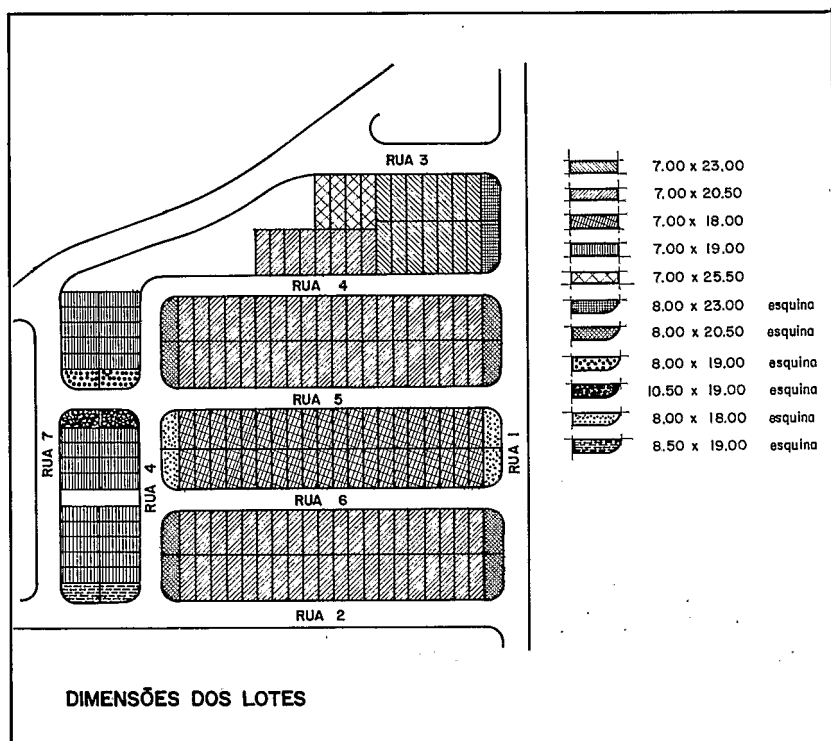 RUA 3
7.00 x 23.00
7.00 x 20.50
7.00 x 18.00
7.00 x 19.00
7.00 x 25.50
RUA 4
8.00 x 23.00 esquina
8.00 x 20.50 esquina
8.00 x 19.00 esquina
10.50 x 19.00 esquina
8.00 x 18.00 esquina
8.50 x 19.00 esquina
RUA 5
RUA 7
RUA 4
RUA 1
RUA 6
RUA 2
DIMENSÕES DOS LOTES